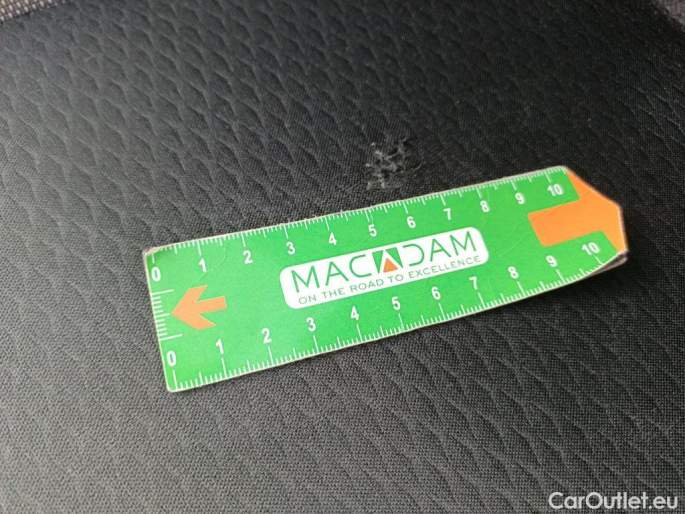 0 1 2 3 4 5 6 7 8 9 10
MACADAM
ON THE ROAD TO EXCELLENCE
0 1 2 3 4 5 6 7 8 9 10
CarOutlet.eu